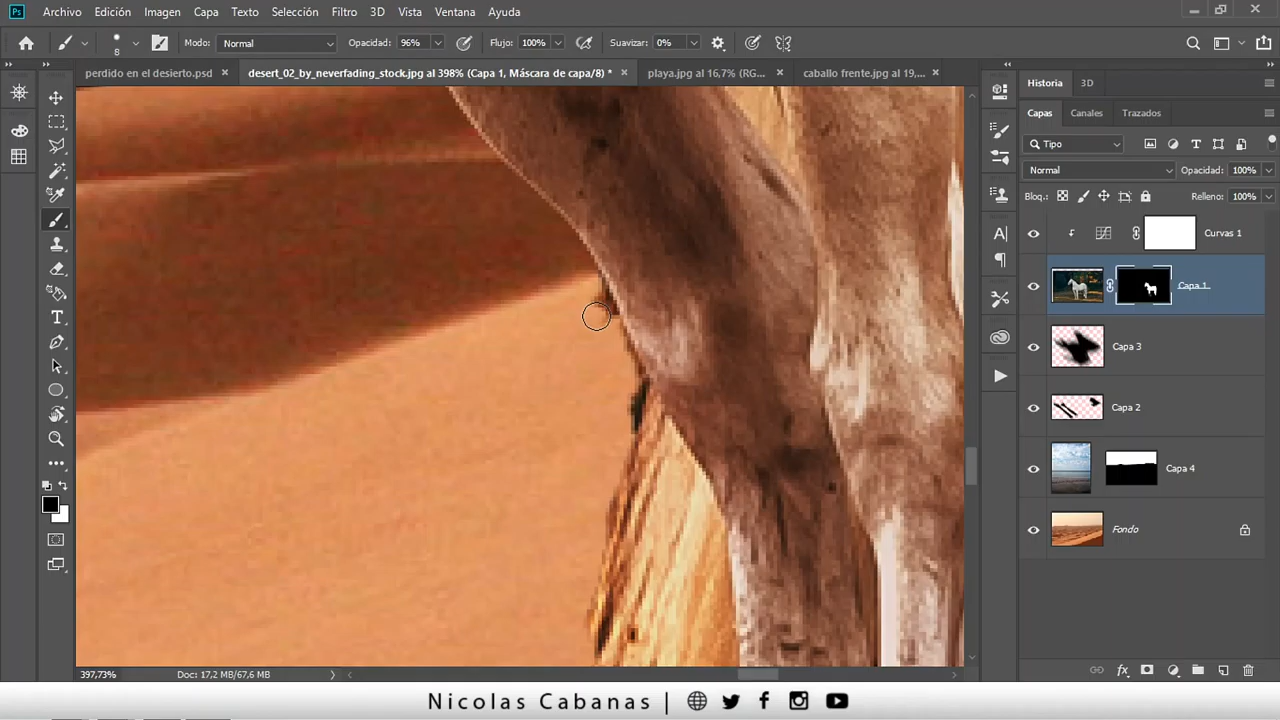 Ps Archivo Edición Imagen Capa Texto Selección Filtro 3D Vista Ventana Ayuda
8 Modo: Normal Opacidad: 96% Flujo: 100% Suavizar: 0%
perdido en el desierto.psd × desert_02_by_neverfading_stock.jpg al 398% (Capa 1, Máscara de capa/8) * × playa.jpg al 16,7% (RG... × caballo frente.jpg al 19,... ×
Historia 3D
Capas Canales Trazados
Tipo
Normal Opacidad: 100%
Bloq.: Relleno: 100%
Curvas 1
Capa 1
Capa 3
Capa 2
Capa 4
Fondo
397,73% Doc: 17,2 MB/67,6 MB
Nicolas Cabanas